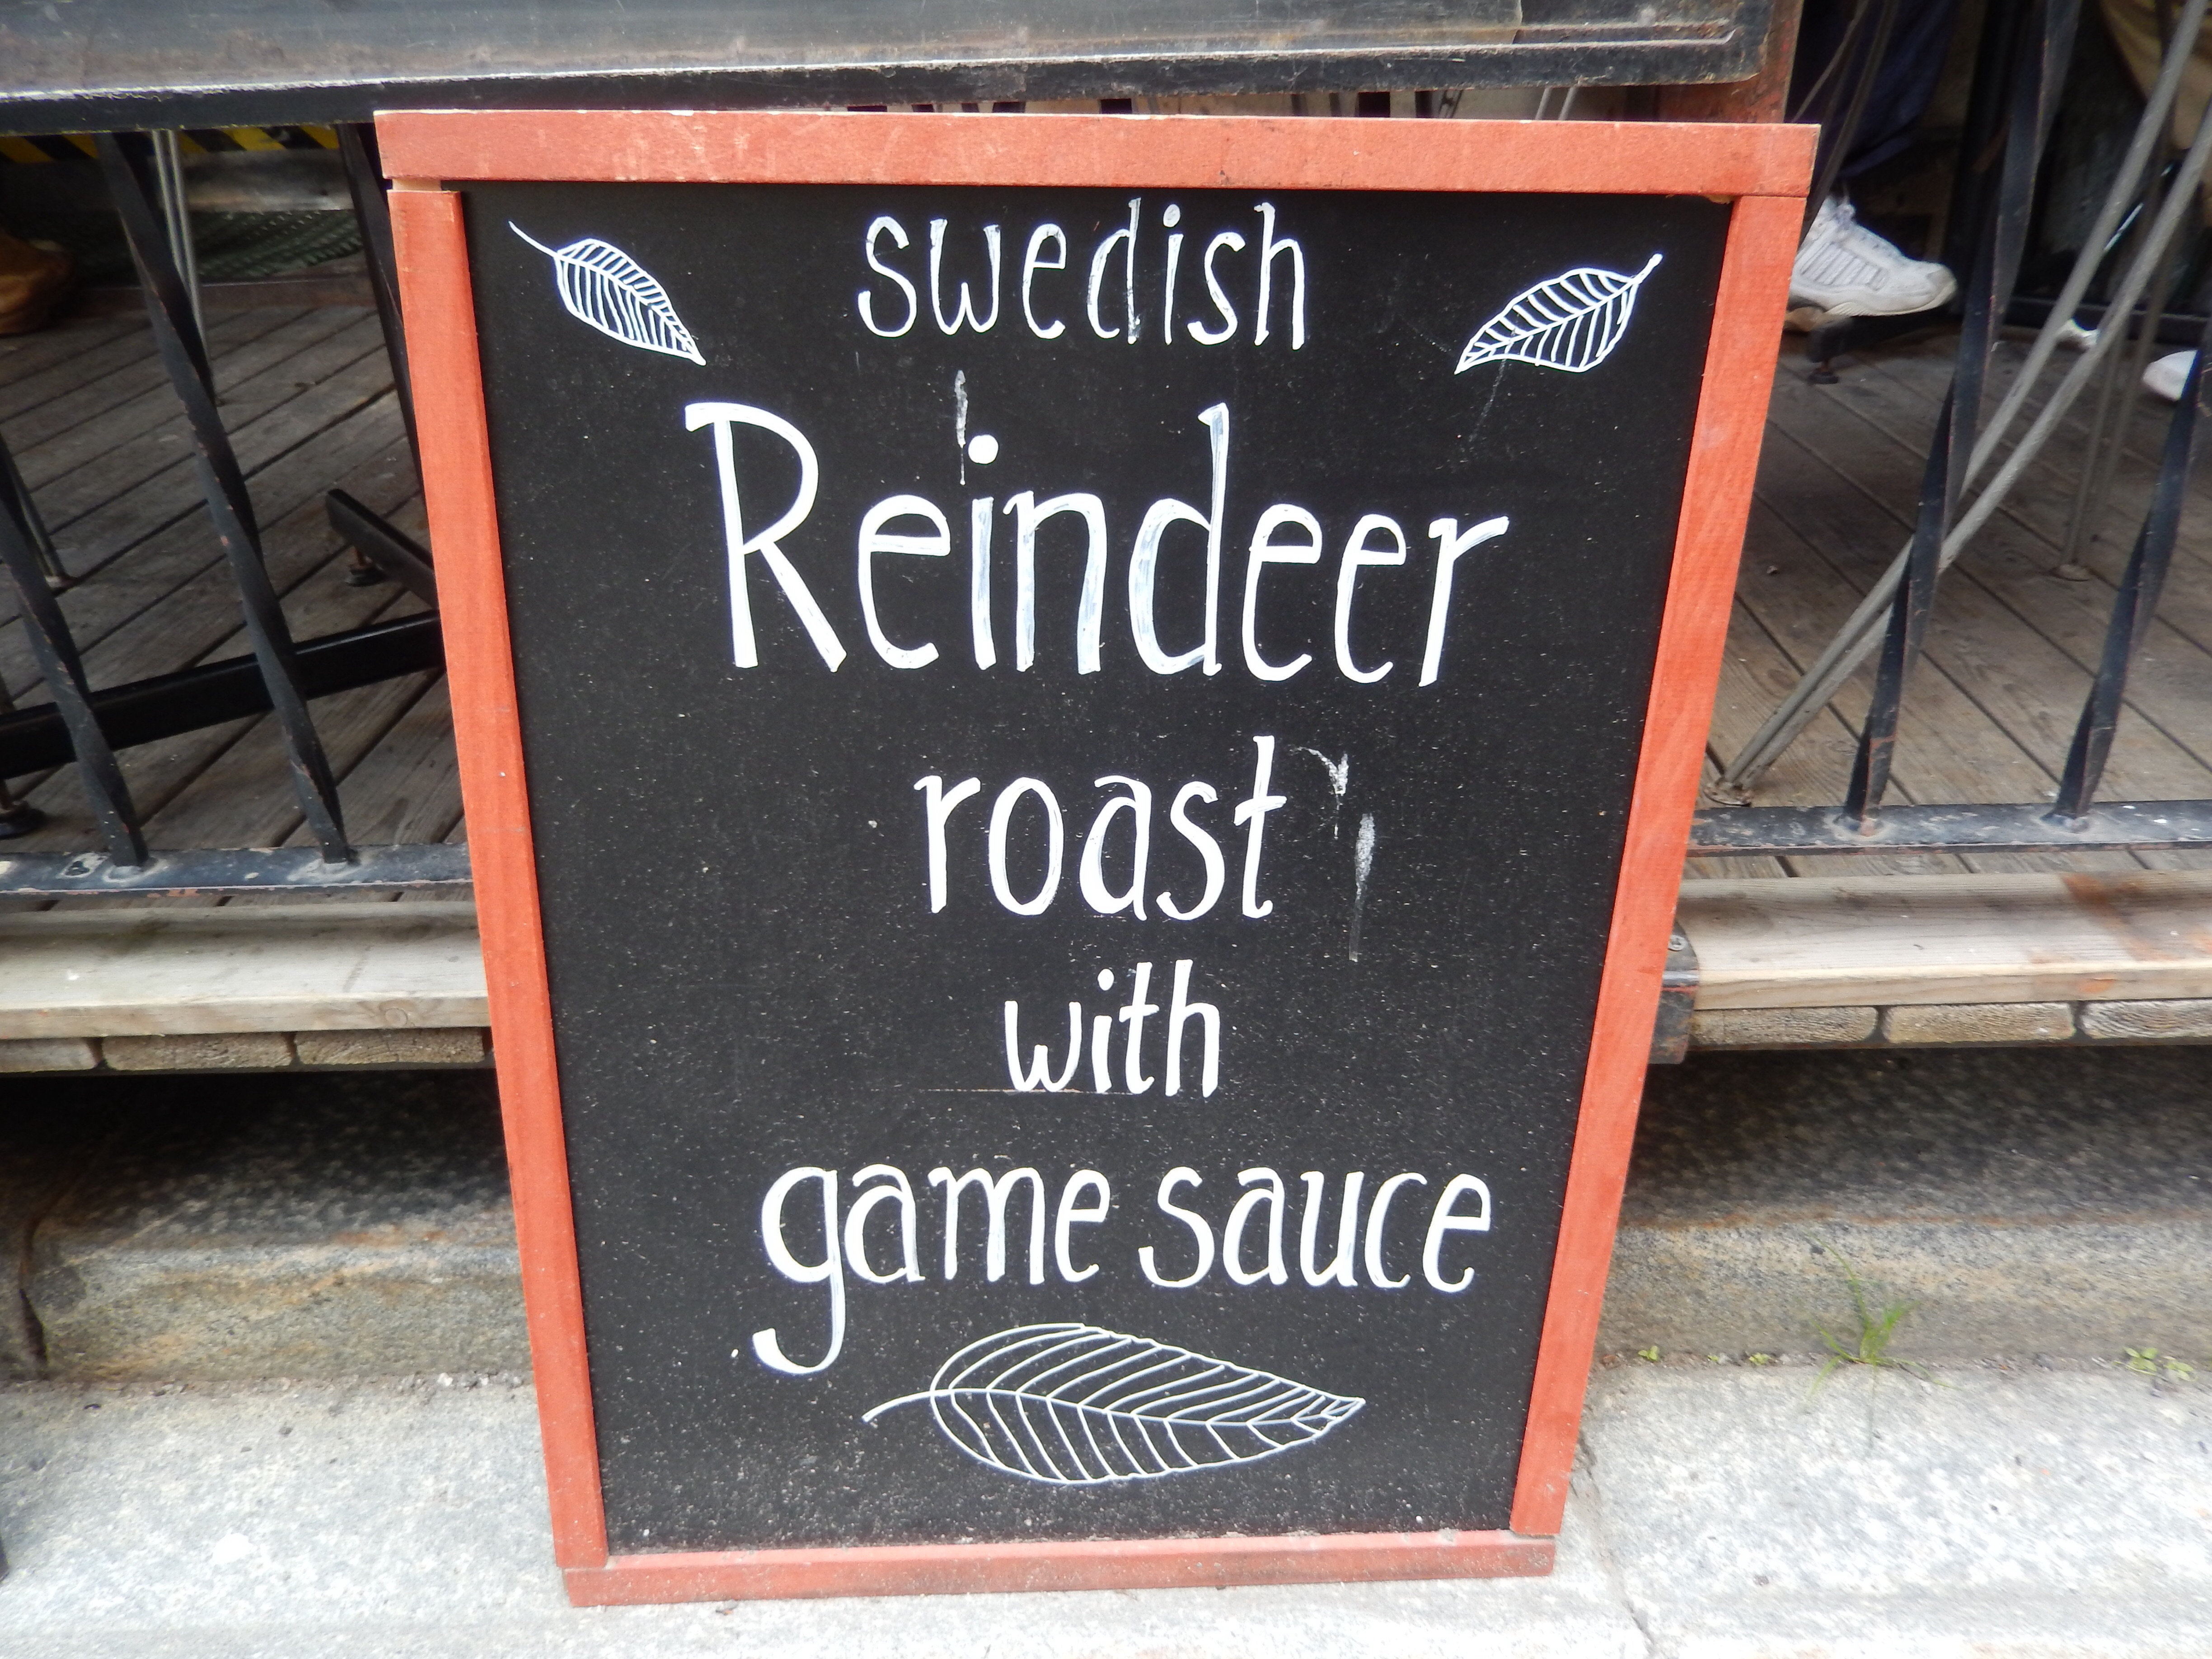 swedish
Reindeer
roast
with
game sauce